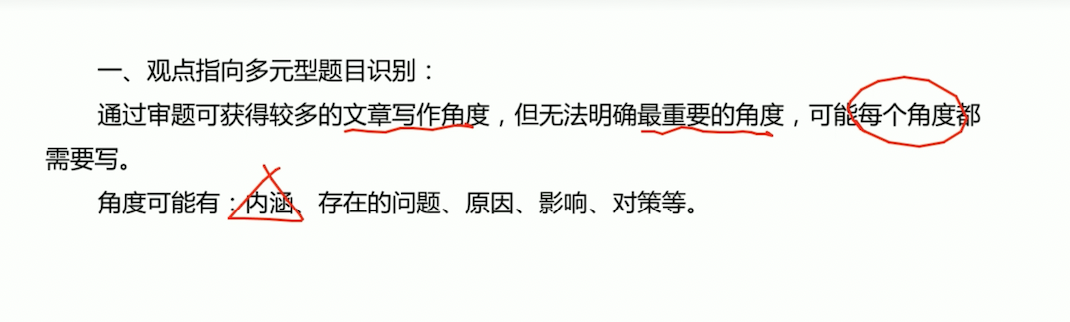 一、观点指向多元型题目识别：
通过审题可获得较多的文章写作角度，但无法明确最重要的角度，可能每个角度都
需要写。
角度可能有：内涵、存在的问题、原因、影响、对策等。